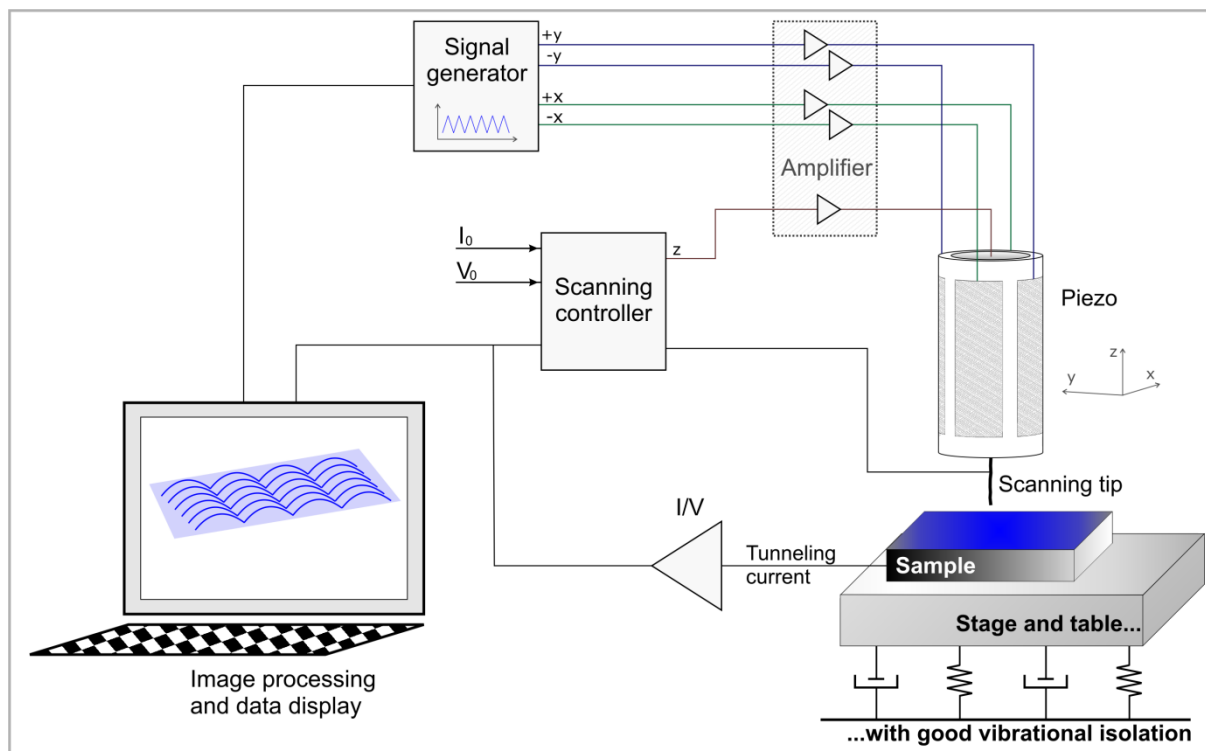 Signal
generator
+y
-y
+x
-x
Amplifier
I₀
V₀
z
Scanning
controller
Piezo
z
y
x
Scanning tip
I/V
Tunneling
current
Sample
Stage and table...
...with good vibrational isolation
Image processing
and data display